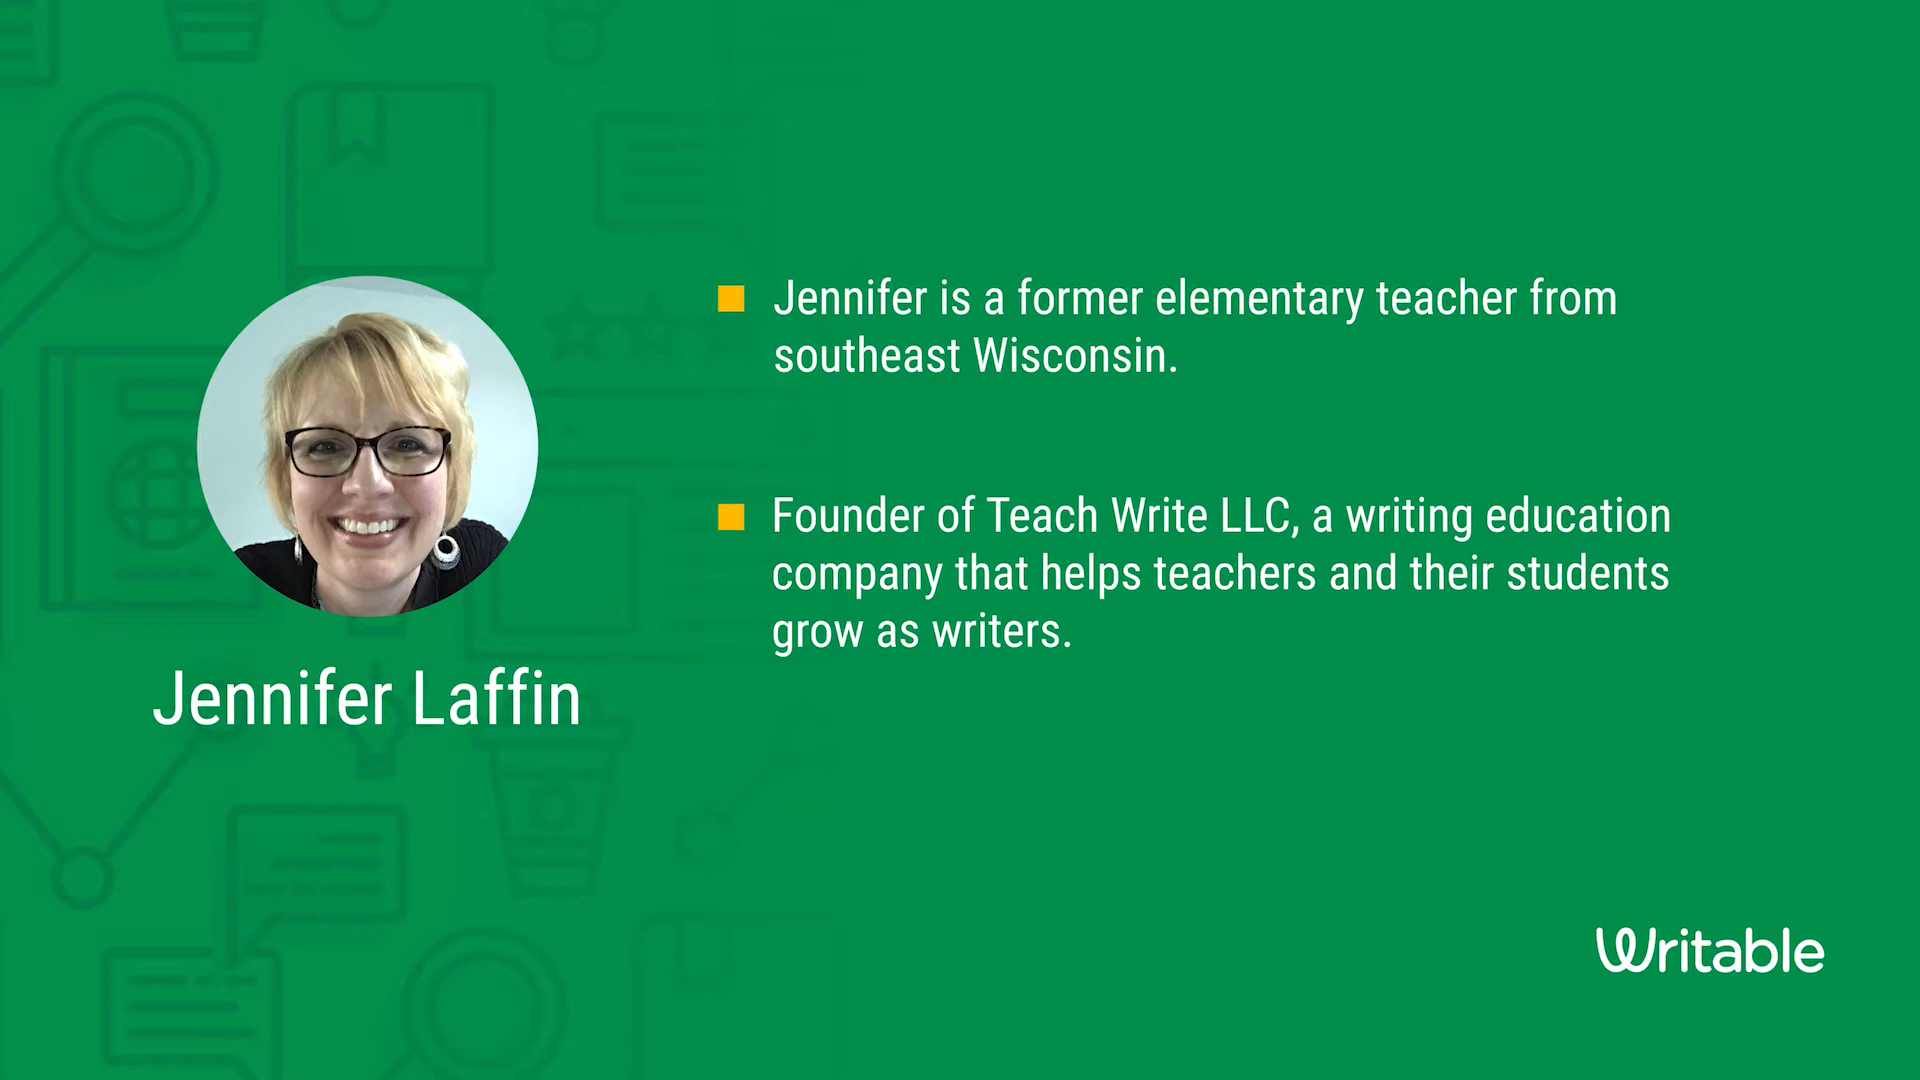 Jennifer is a former elementary teacher from
southeast Wisconsin.
Founder of Teach Write LLC, a writing education
company that helps teachers and their students
grow as writers.
Jennifer Laffin
Writable